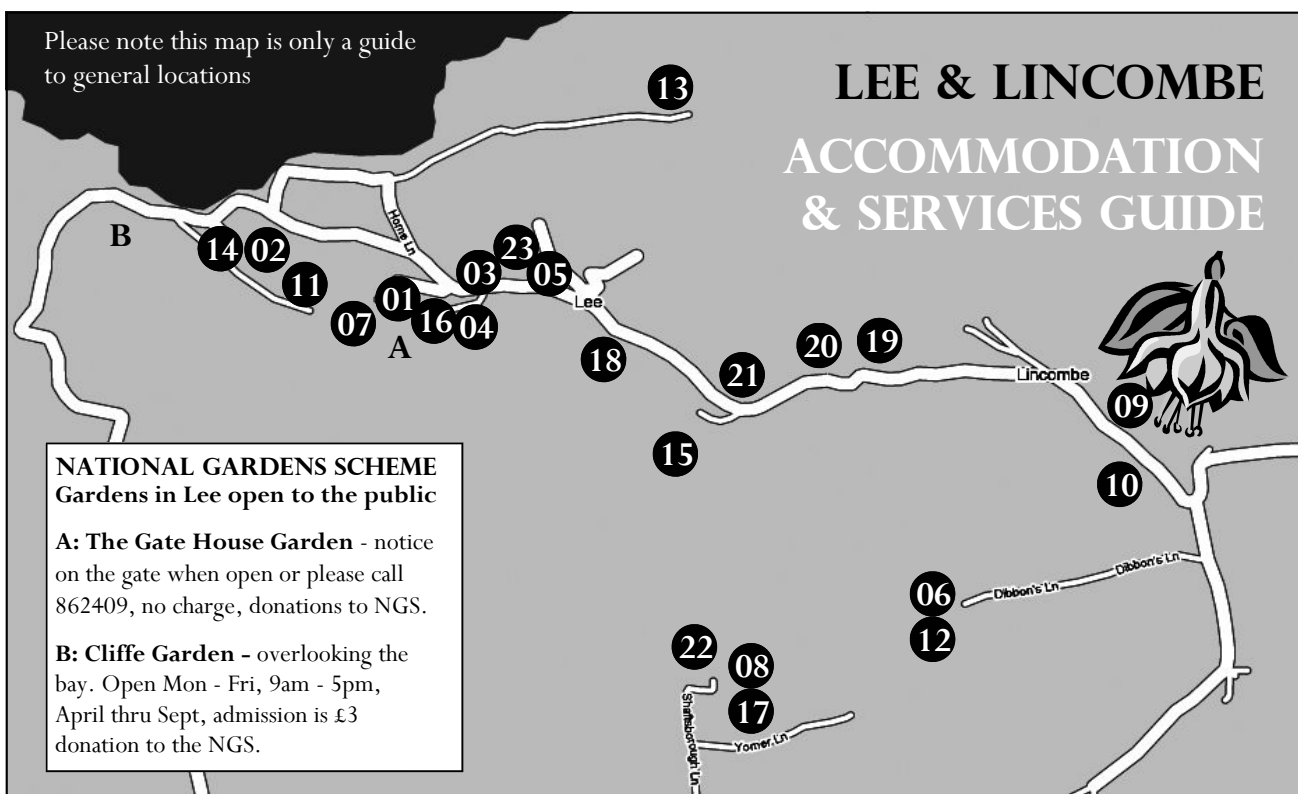 Please note this map is only a guide
to general locations
LEE & LINCOMBE
ACCOMMODATION
& SERVICES GUIDE
13
B
Home Ln
14
02
23
03
05
11
01
Lee
07
16
04
A
18
20
19
21
Lincombe
09
15
10
Dibbon's Ln
Dibbon's Ln
06
12
22
08
17
Shaftsborough Ln
Yomer Ln
NATIONAL GARDENS SCHEME
Gardens in Lee open to the public
A: The Gate House Garden - notice
on the gate when open or please call
862409, no charge, donations to NGS.
B: Cliffe Garden - overlooking the
bay. Open Mon - Fri, 9am - 5pm,
April thru Sept, admission is £3
donation to the NGS.